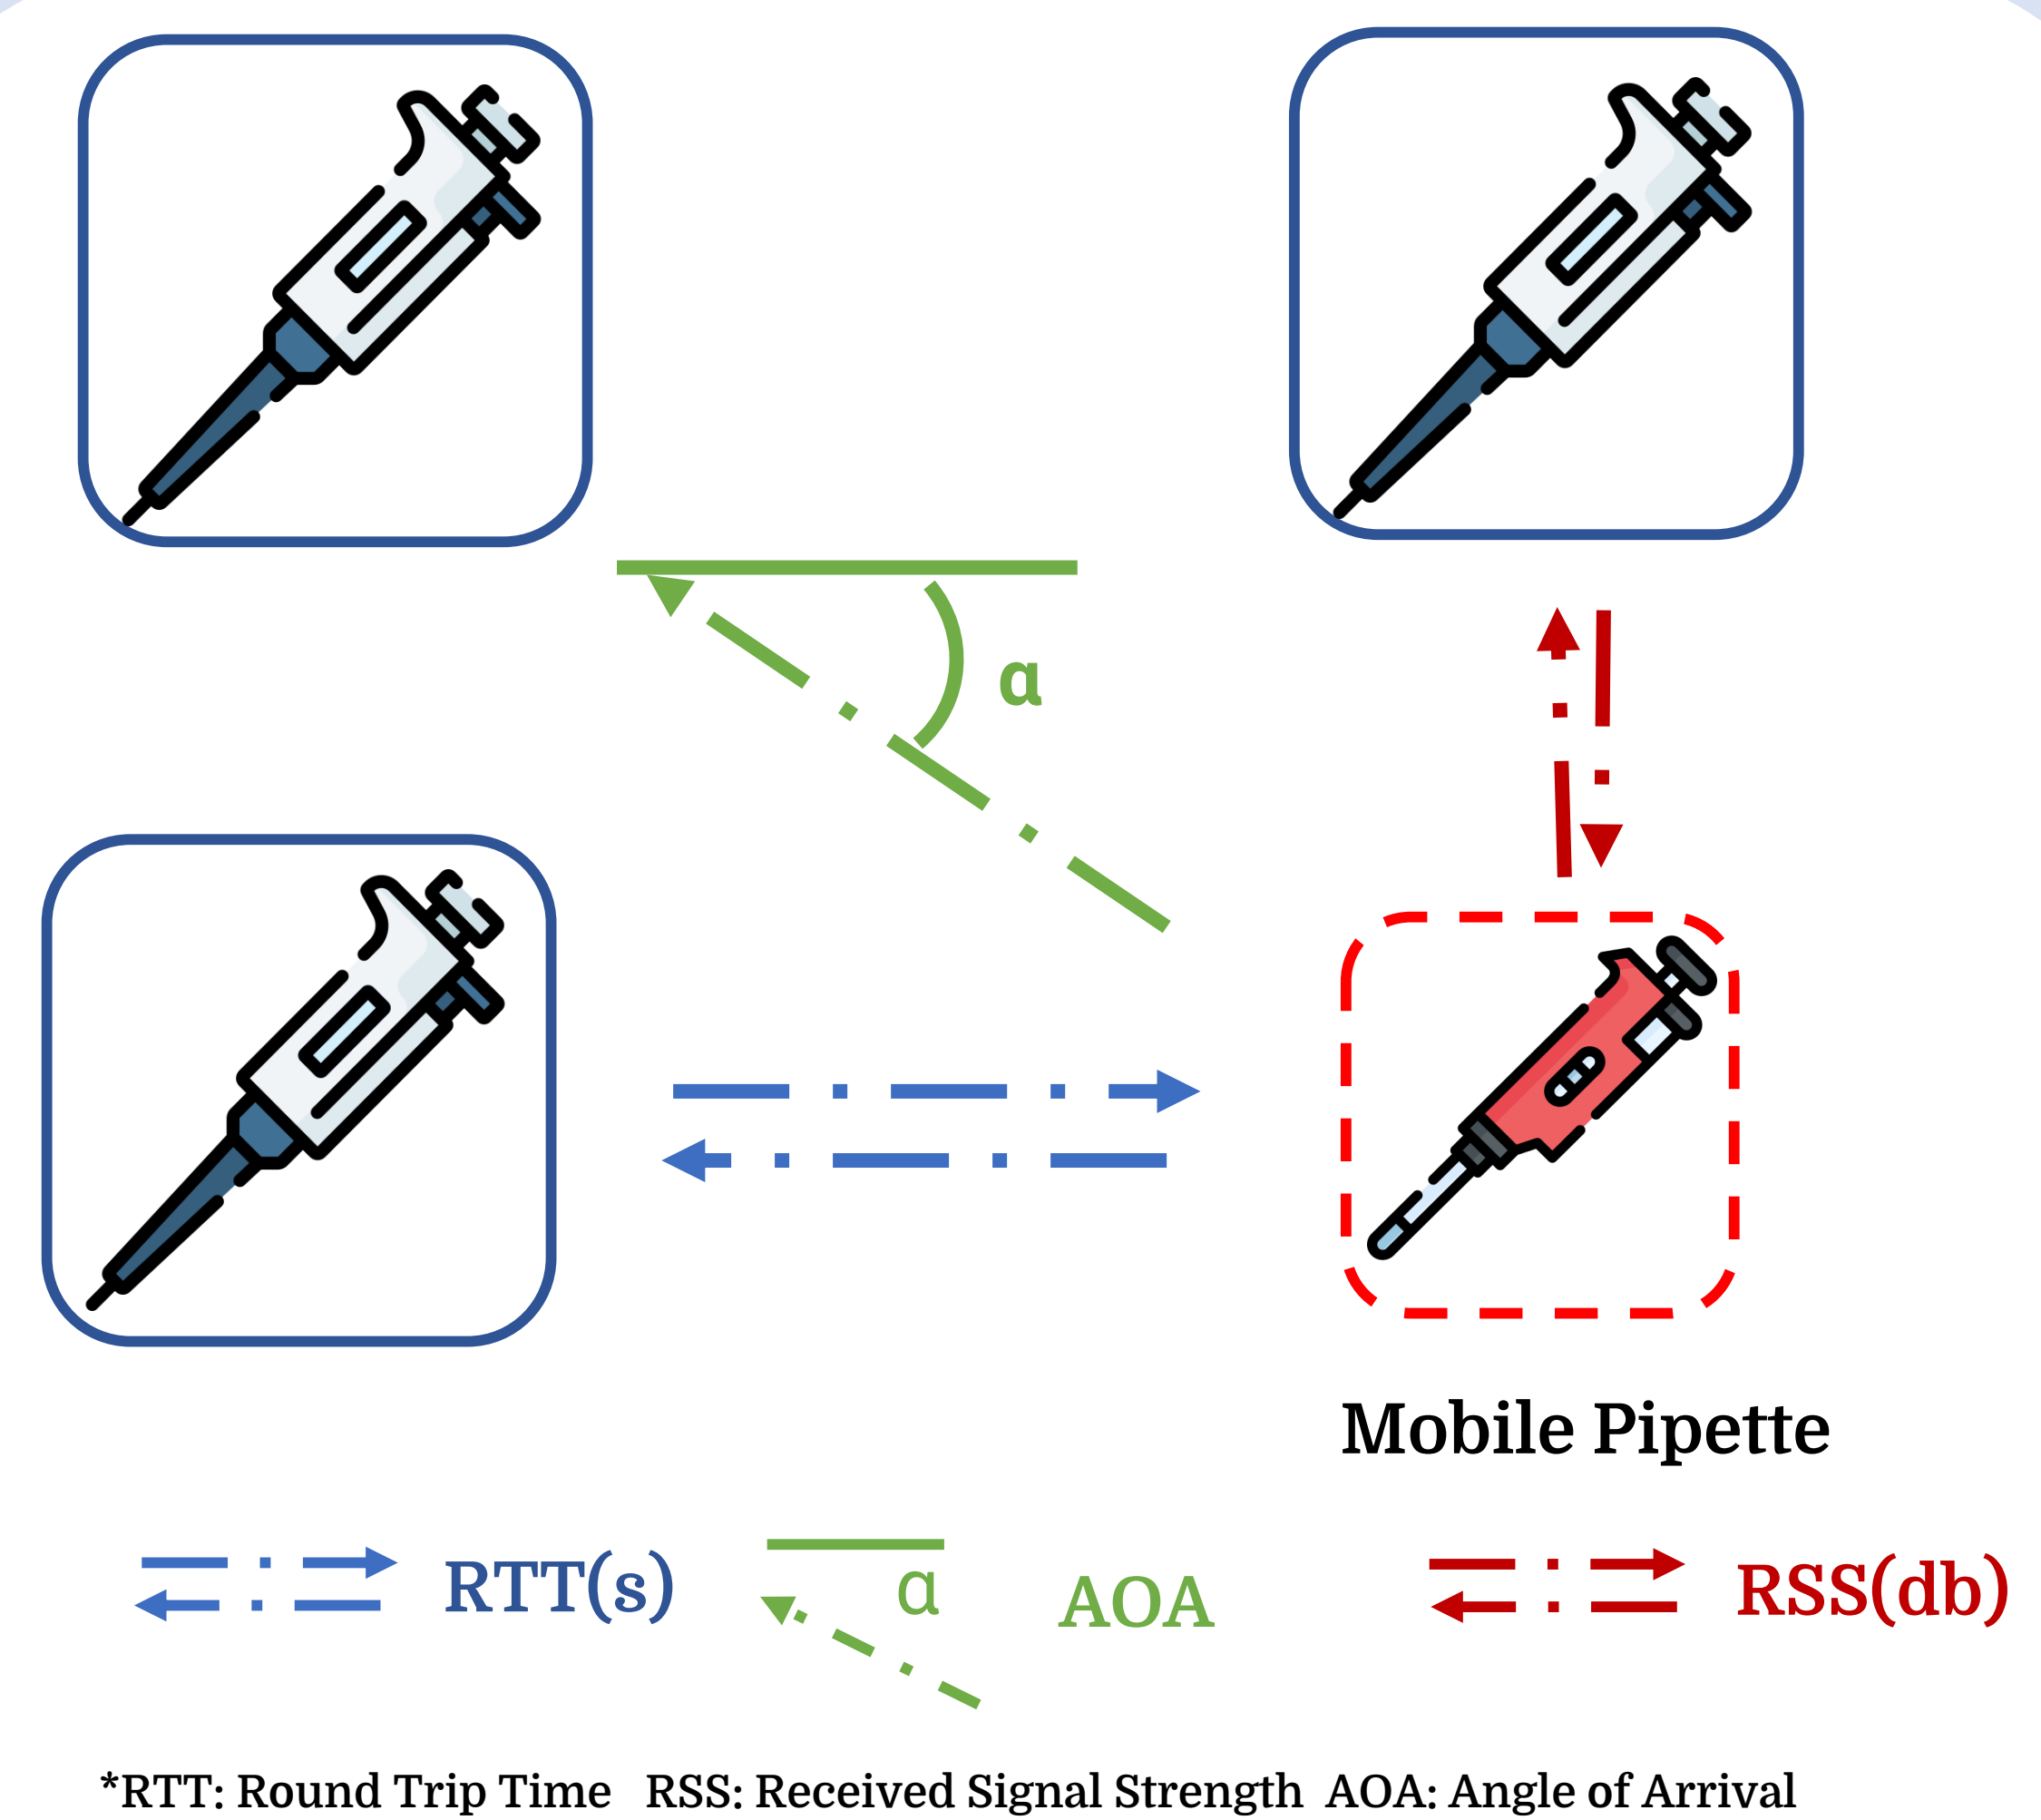 α
Mobile Pipette
RTT(s)
α
AOA
RSS(db)
*RTT: Round Trip Time RSS: Received Signal Strength AOA: Angle of Arrival